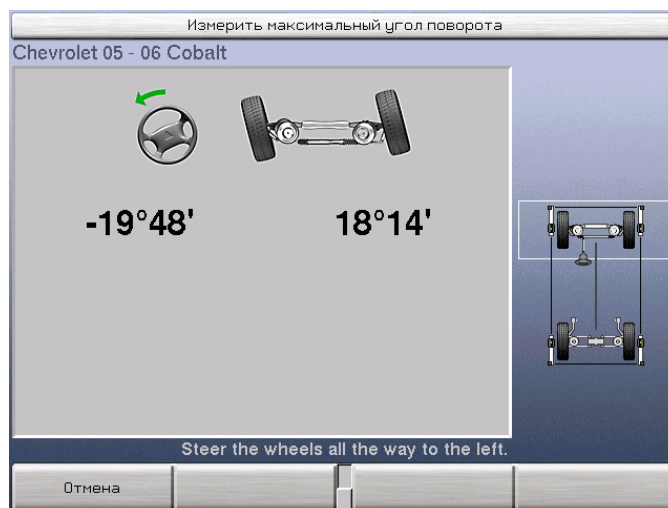 Измерить максимальный угол поворота
Chevrolet 05 - 06 Cobalt
-19°48' 18°14'
Steer the wheels all the way to the left.
Отмена